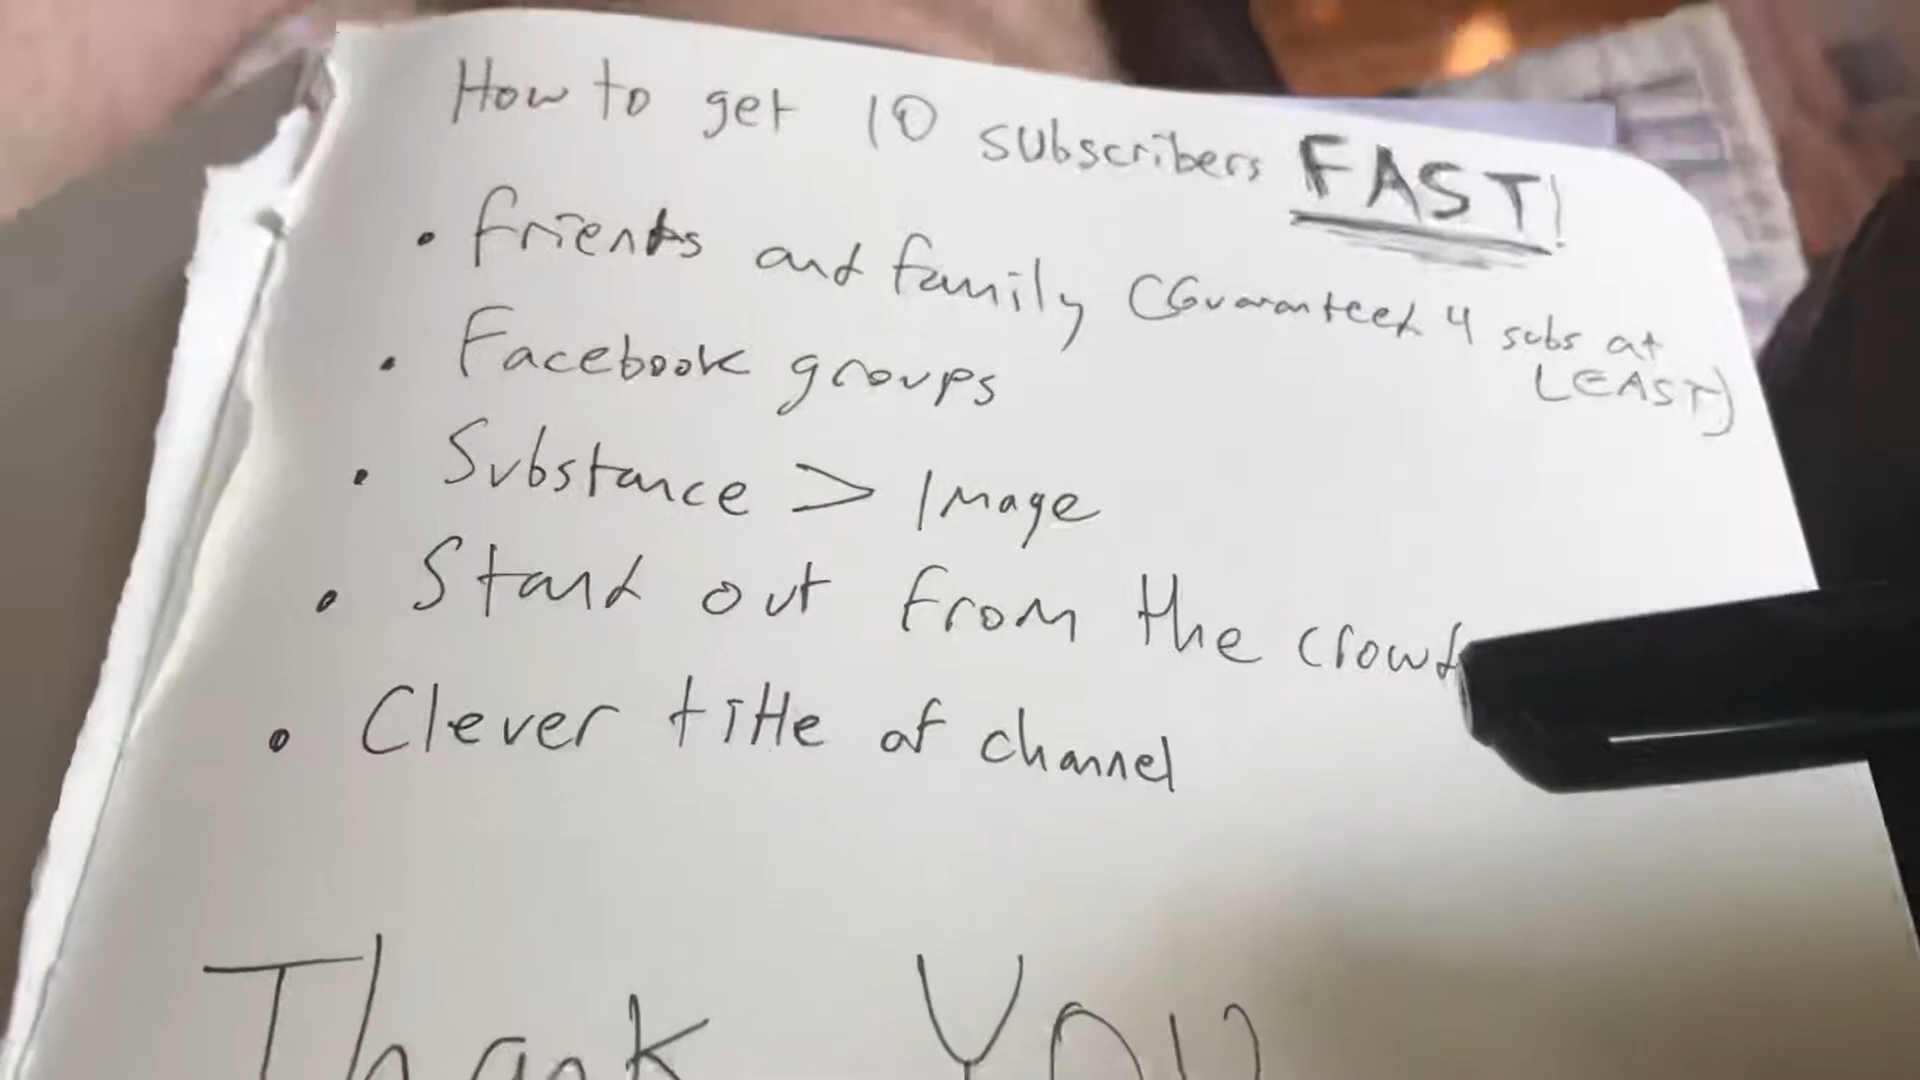 How to get 10 subscribers FAST!
• friends and family (Guaranteed 4 subs at
LEAST)
• Facebook groups
• Substance > Image
• Stand out from the crowd
• Clever title of channel
Thank You